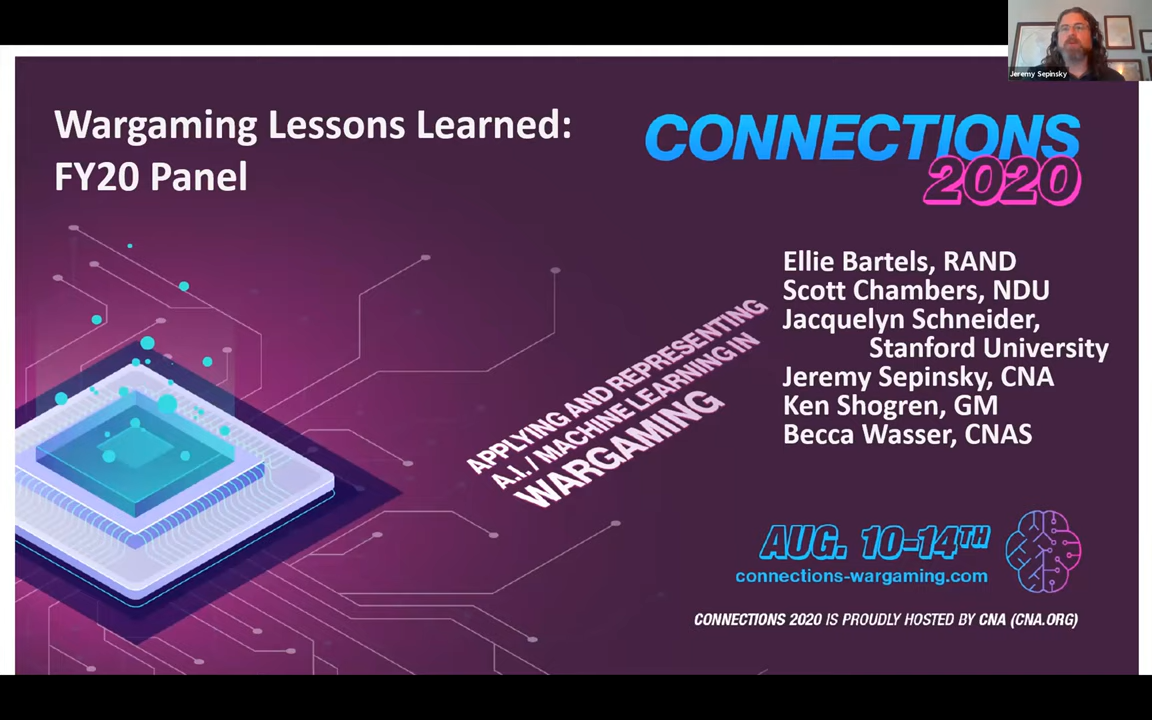 Jeremy Sepinsky
Wargaming Lessons Learned:
FY20 Panel
CONNECTIONS
2020
Ellie Bartels, RAND
Scott Chambers, NDU
Jacquelyn Schneider,
Stanford University
Jeremy Sepinsky, CNA
Ken Shogren, GM
Becca Wasser, CNAS
APPLYING AND REPRESENTING
A.I./MACHINE LEARNING IN
WARGAMING
AUG. 10-14TH
connections-wargaming.com
CONNECTIONS 2020 IS PROUDLY HOSTED BY CNA (CNA.ORG)